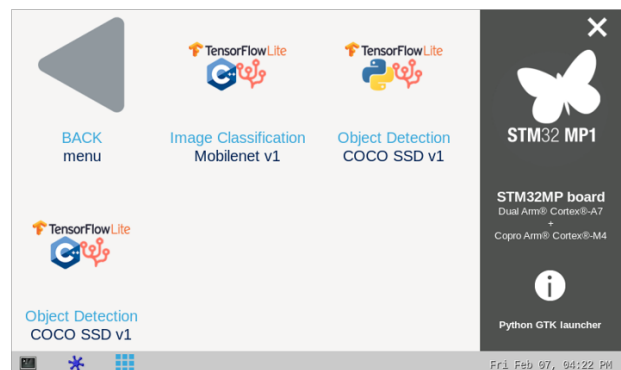 TensorFlowLite
TensorFlowLite
BACK
menu
Image Classification
Mobilenet v1
Object Detection
COCO SSD v1
TensorFlowLite
Object Detection
COCO SSD v1
STM32 MP1
STM32MP board
Dual Arm® Cortex®-A7
+
Copro Arm® Cortex®-M4
Python GTK launcher
Fri Feb 07, 04:22 PM